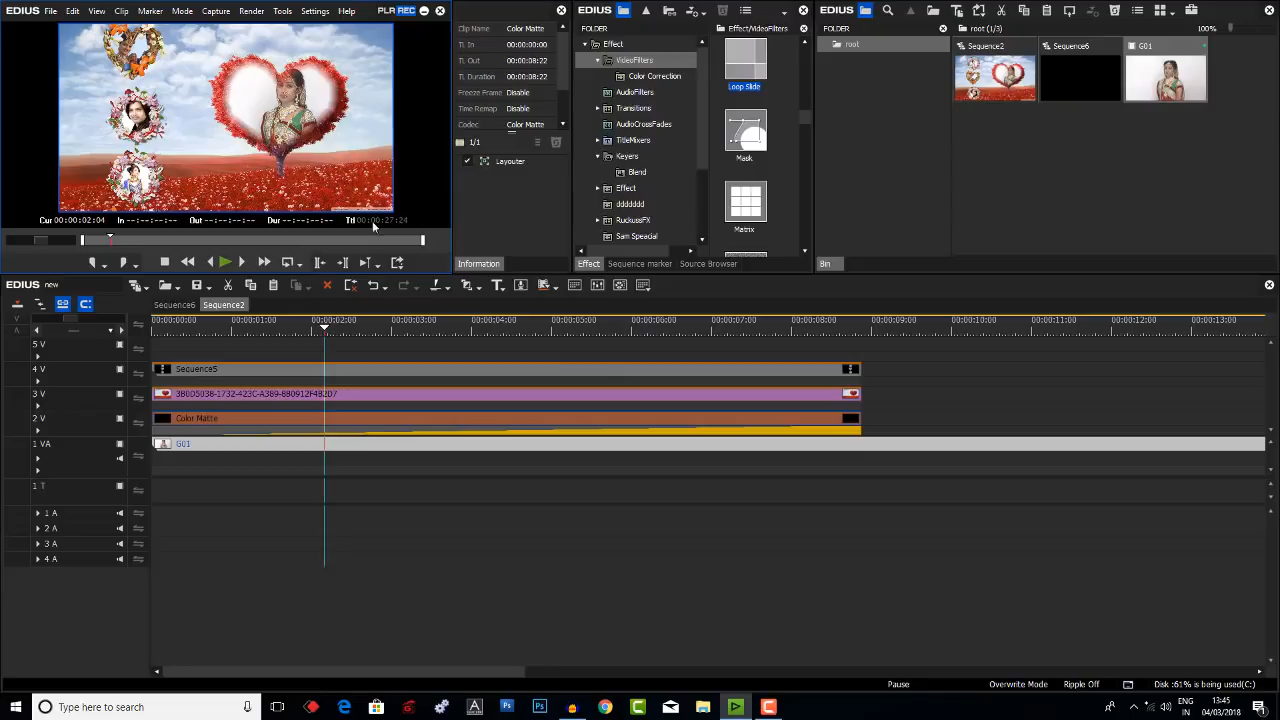 EDIUS File Edit View Clip Marker Mode Capture Render Tools Settings Help PLR REC
Cur 00:00:02:04 In --:--:--:-- Out --:--:--:-- Dur --:--:--:-- Ttl 00:00:27:24
Clip Name Color Matte
TL In 00:00:00:00
TL Out 00:00:08:22
TL Duration 00:00:08:22
Freeze Frame Disable
Time Remap Disable
Codec Color Matte
1/1
Layouter
Information
EDIUS
FOLDER
Effect
VideoFilters
Color Correction
AudioFilters
Transitions
AudioCrossFades
TitleMixers
Keyers
Blend
Effect
ddddddd
RuckussFX
Sam Speacial
Effect/VideoFilters
Loop Slide
Mask
Matrix
Effect Sequence marker Source Browser
EDIUS
FOLDER
root
root (1/3) 100%
Sequence2 Sequence6 G01
Bin
EDIUS new
Sequence6 Sequence2
00:00:00:00 00:00:01:00 00:00:02:00 00:00:03:00 00:00:04:00 00:00:05:00 00:00:06:00 00:00:07:00 00:00:08:00 00:00:09:00 00:00:10:00 00:00:11:00 00:00:12:00 00:00:13:00
V
A
5 V
4 V Sequence5
3 V 3B0D5038-1732-423C-A389-8B0912F4B2D7
2 V Color Matte
1 VA G01
1 T
1 A
2 A
3 A
4 A
Pause Overwrite Mode Ripple Off Disk :61% is being used(C:)
Type here to search
ENG
IN
13:45
04/03/2018